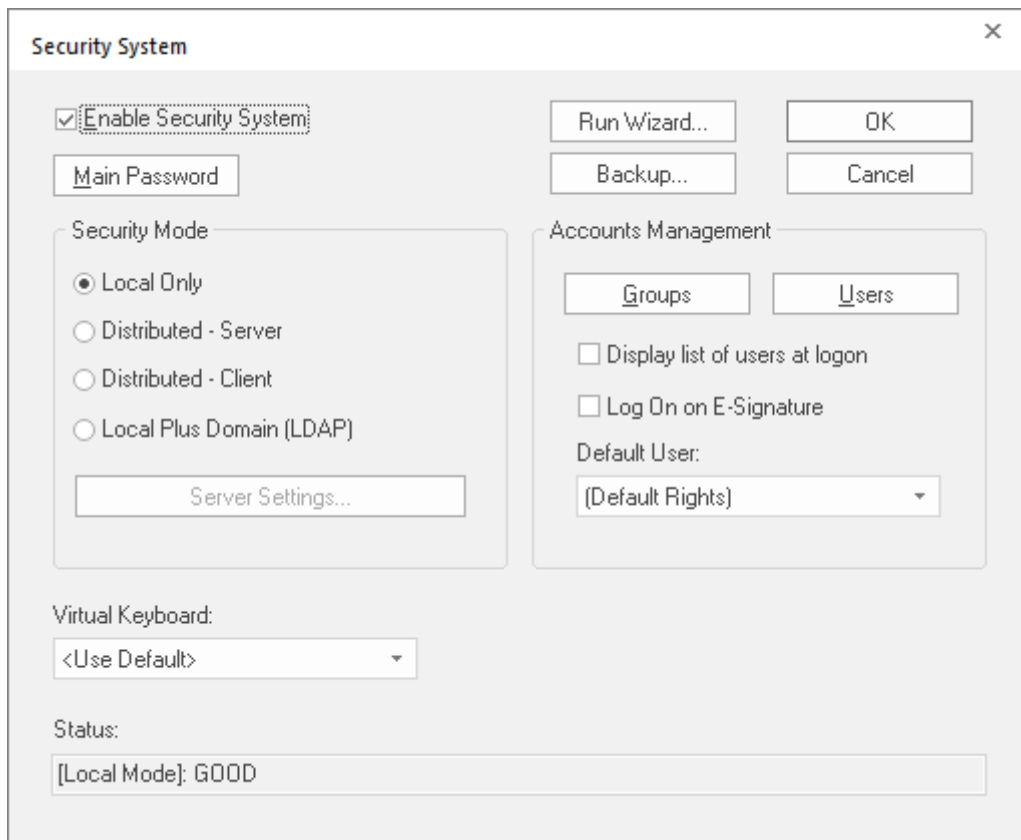 Security System
Enable Security System
Run Wizard...
OK
Main Password
Backup...
Cancel
Security Mode
Local Only
Distributed - Server
Distributed - Client
Local Plus Domain (LDAP)
Server Settings...
Accounts Management
Groups
Users
Display list of users at logon
Log On on E-Signature
Default User:
(Default Rights)
Virtual Keyboard:
<Use Default>
Status:
[Local Mode]: GOOD